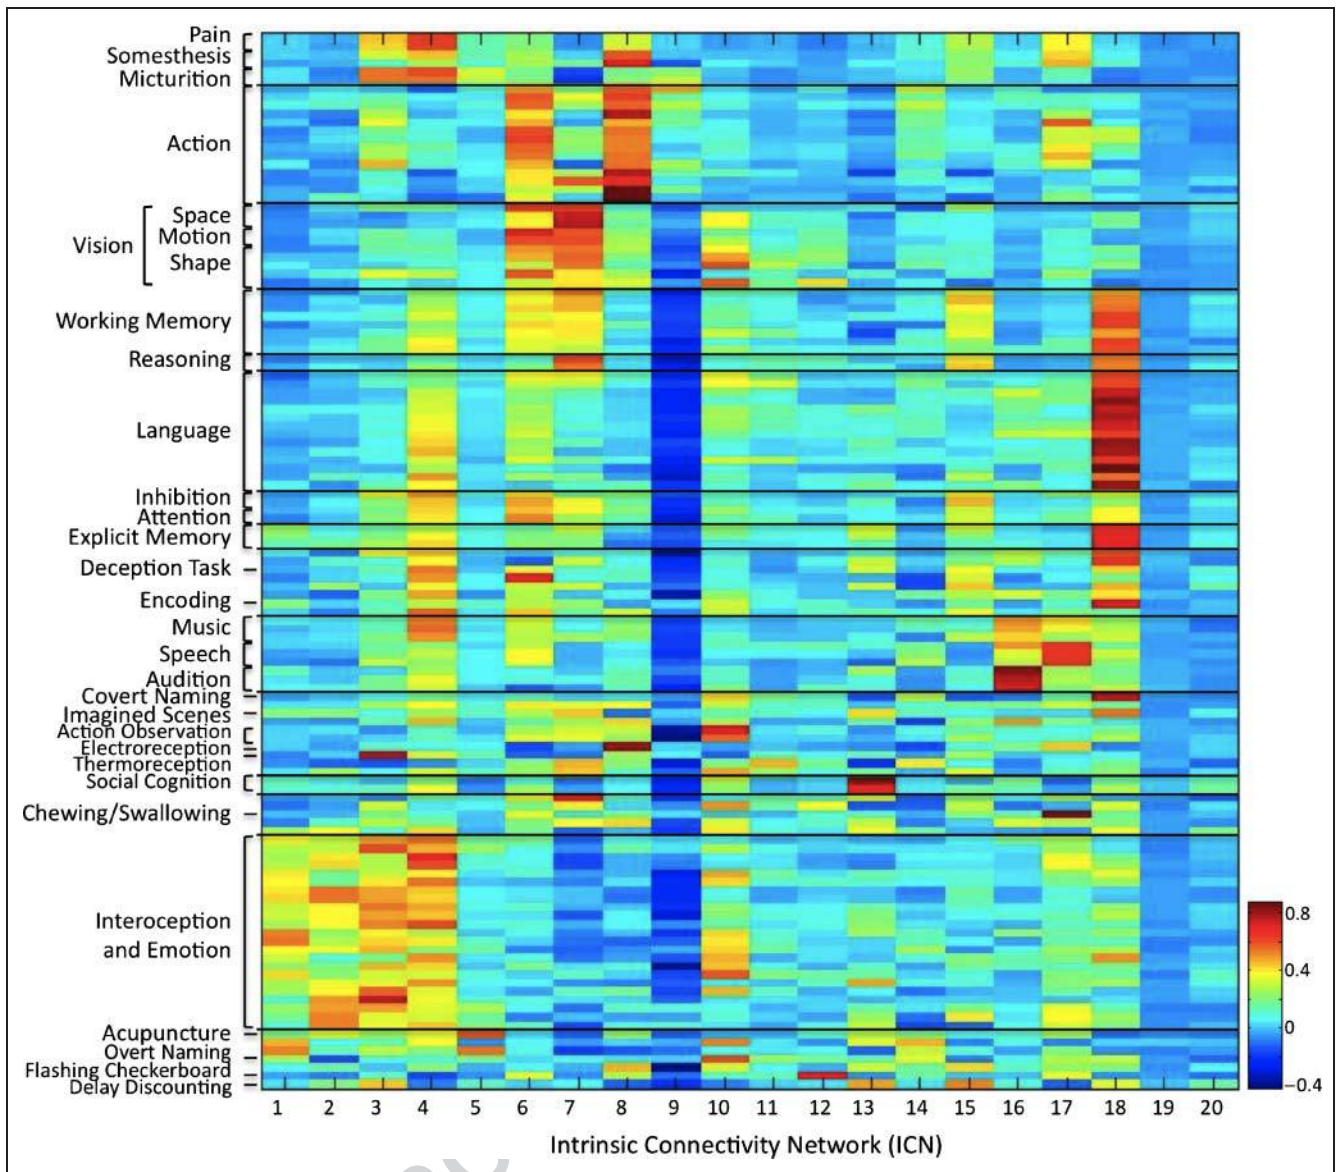 Pain
Somesthesis
Micturition
Action
Space
Motion
Vision
Shape
Working Memory
Reasoning
Language
Inhibition
Attention
Explicit Memory
Deception Task
Encoding
Music
Speech
Audition
Covert Naming
Imagined Scenes
Action Observation
Electroreception
Thermoreception
Social Cognition
Chewing/Swallowing
Interoception
and Emotion
Acupuncture
Overt Naming
Flashing Checkerboard
Delay Discounting
0.8
0.4
0
−0.4
1 2 3 4 5 6 7 8 9 10 11 12 13 14 15 16 17 18 19 20
Intrinsic Connectivity Network (ICN)